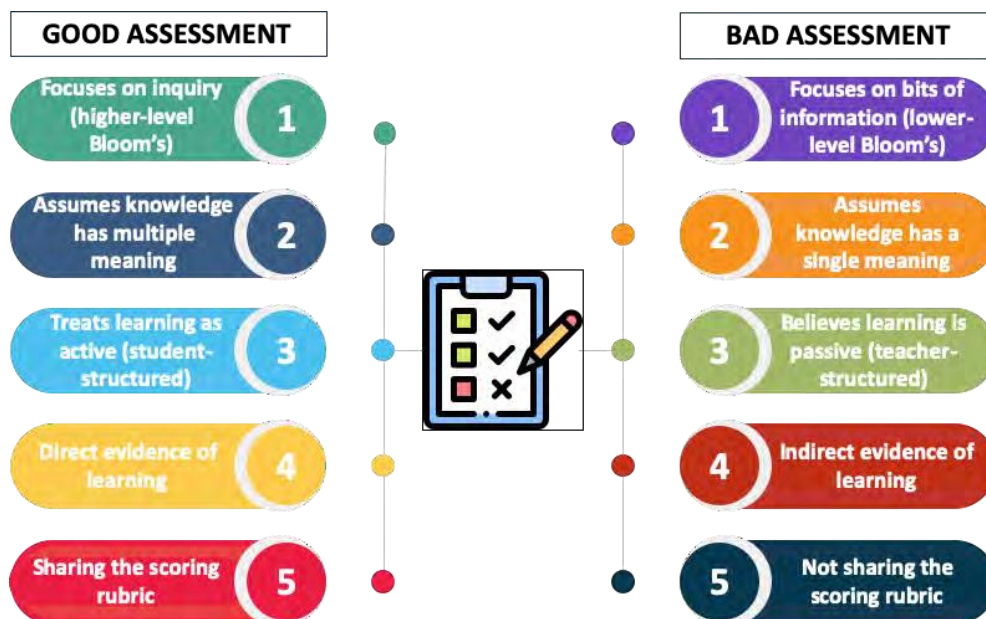 GOOD ASSESSMENT
Focuses on inquiry
(higher-level
Bloom's)
1
Assumes knowledge
has multiple
meaning
2
Treats learning as
active (student-
structured)
3
Direct evidence of
learning
4
Sharing the scoring
rubric
5
BAD ASSESSMENT
1
Focuses on bits of
information (lower-
level Bloom's)
2
Assumes
knowledge has a
single meaning
3
Believes learning is
passive (teacher-
structured)
4
Indirect evidence of
learning
5
Not sharing the
scoring rubric